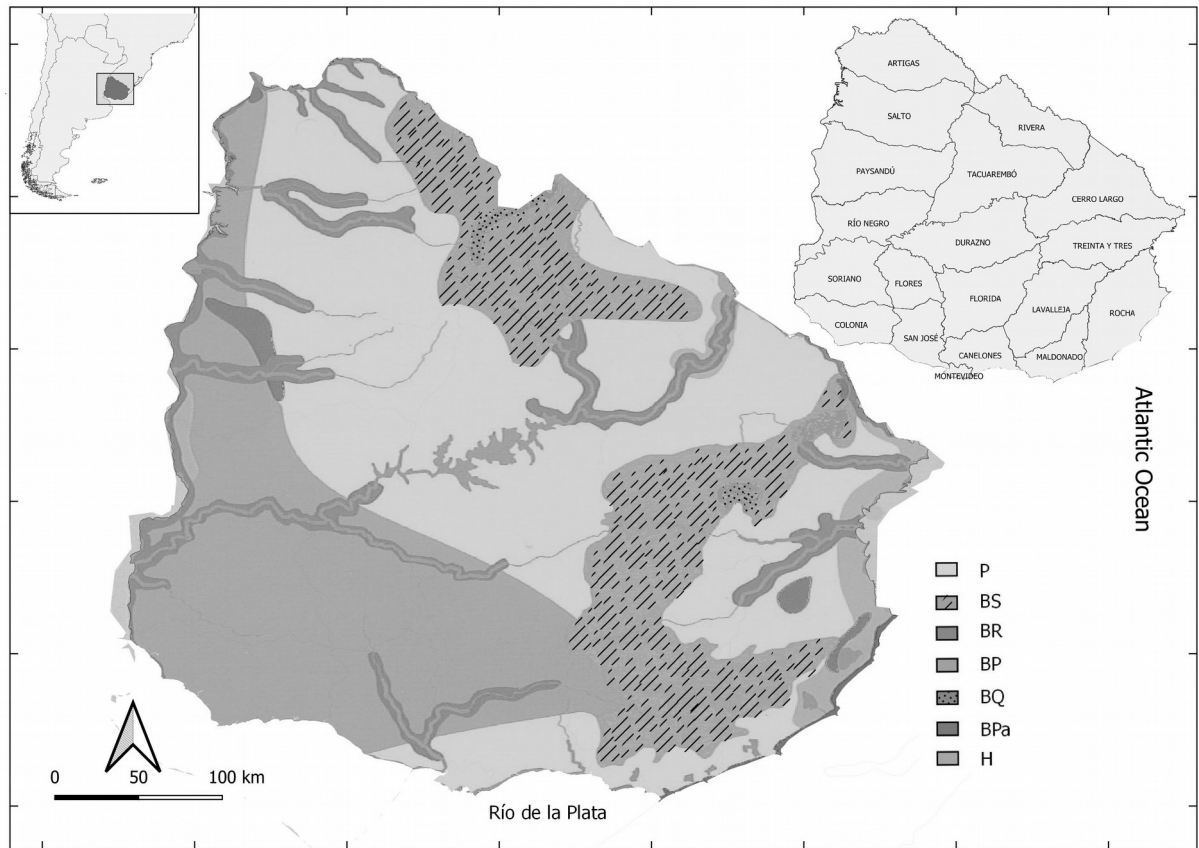 ARTIGAS
SALTO
RIVERA
PAYSANDÚ
TACUAREMBÓ
CERRO LARGO
RÍO NEGRO
DURAZNO
TREINTA Y TRES
SORIANO
FLORES
FLORIDA
LAVALLEJA
ROCHA
COLONIA
SAN JOSÉ
CANELONES
MALDONADO
MONTEVIDEO
Atlantic Ocean
P
BS
BR
BP
BQ
BPa
H
0 50 100 km
Río de la Plata